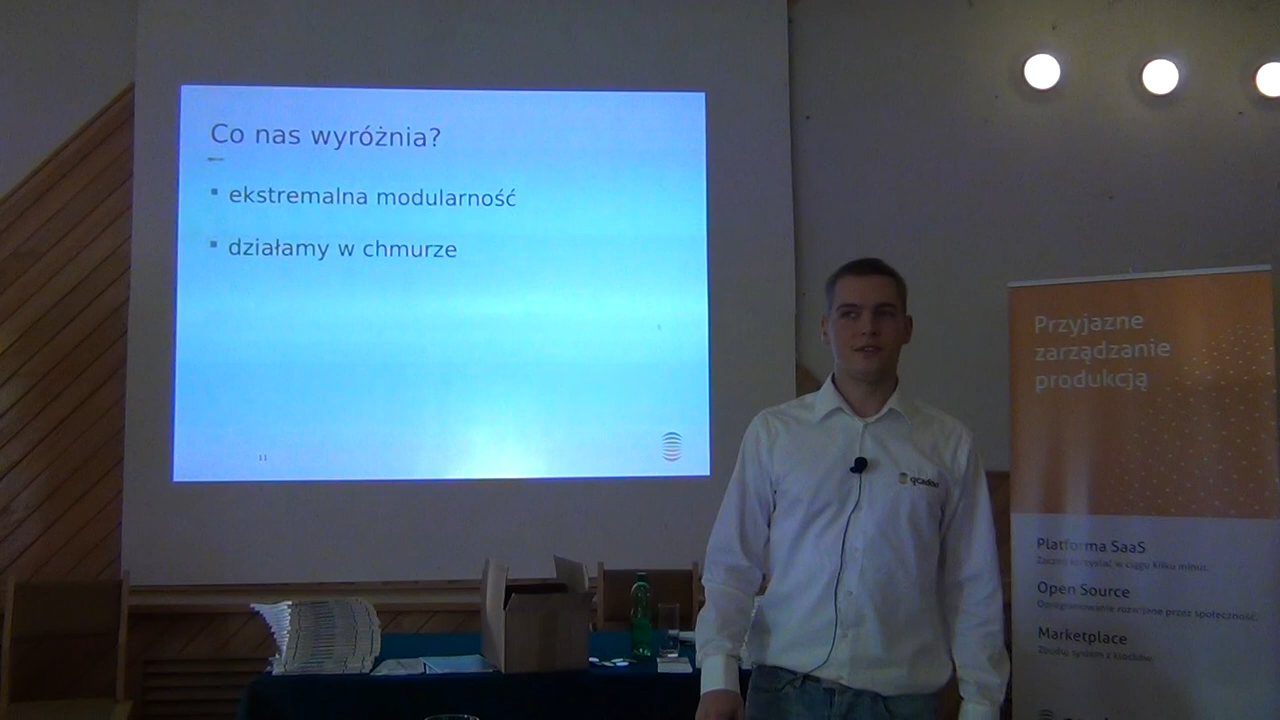 Co nas wyróżnia?
ekstremalna modularność
działamy w chmurze
11
qcadoo
Przyjazne
zarządzanie
produkcją
Platforma SaaS
Zacznij korzystać w ciągu kilku minut.
Open Source
Oprogramowanie rozwijane przez społeczność.
Marketplace
Zbuduj system z klocków